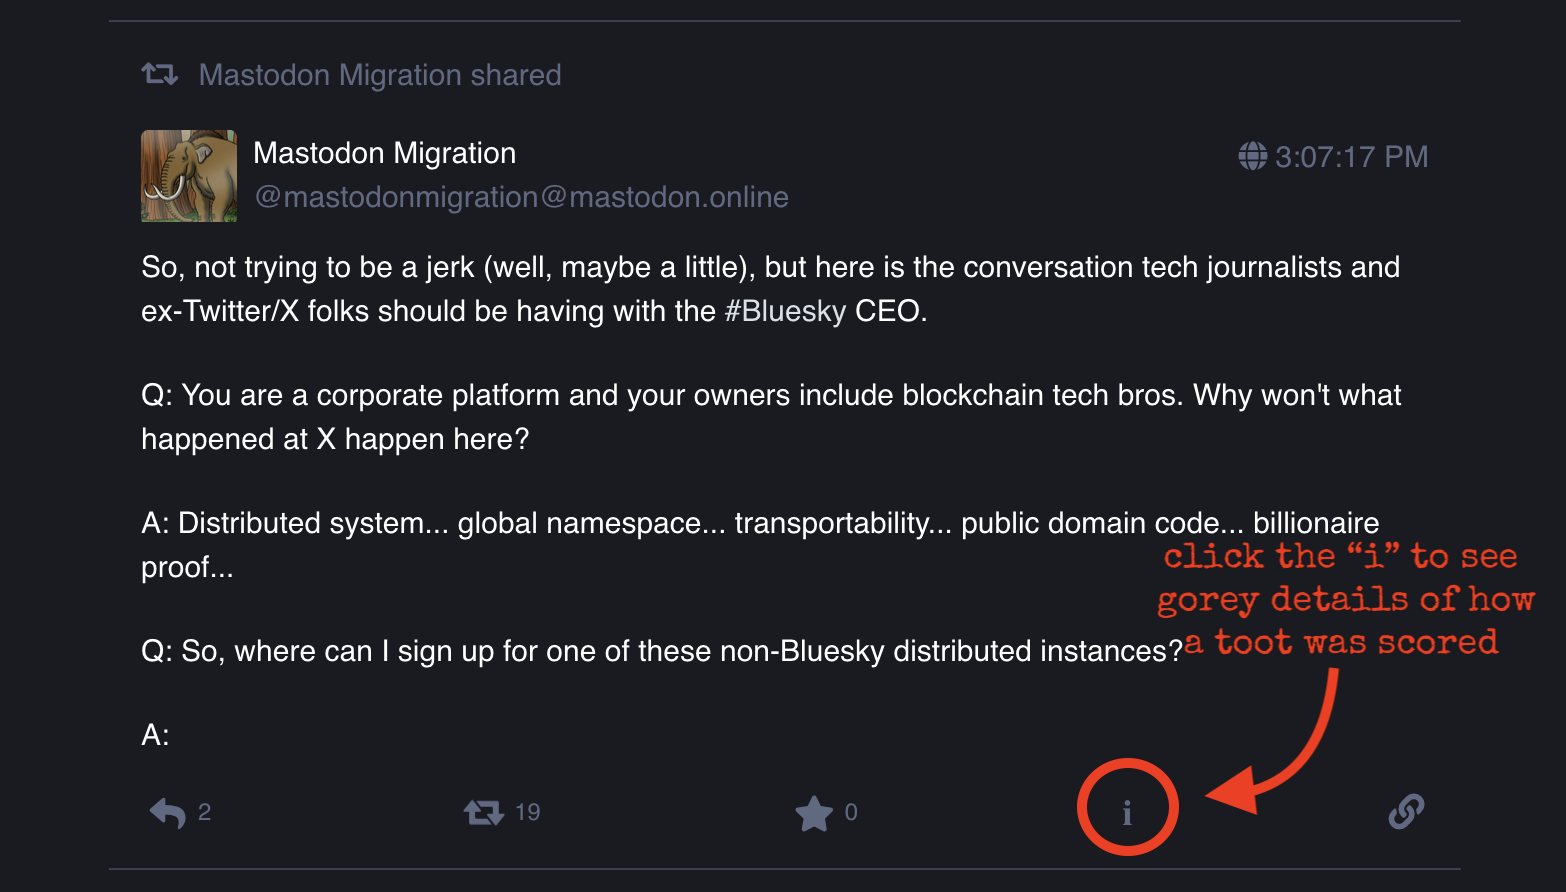 Mastodon Migration shared
Mastodon Migration
3:07:17 PM
@mastodonmigration@mastodon.online
So, not trying to be a jerk (well, maybe a little), but here is the conversation tech journalists and
ex-Twitter/X folks should be having with the #Bluesky CEO.
Q: You are a corporate platform and your owners include blockchain tech bros. Why won't what
happened at X happen here?
A: Distributed system... global namespace... transportability... public domain code... billionaire
proof...
click the “i” to see
gorey details of how
a toot was scored
Q: So, where can I sign up for one of these non-Bluesky distributed instances?
A:
2
19
0
i